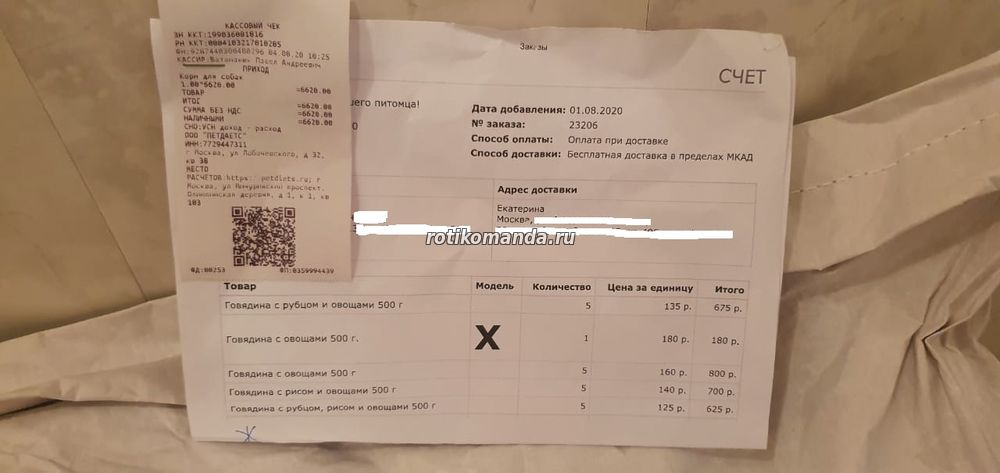 КАССОВЫЙ ЧЕК
ЗН ККТ:199036001016
РН ККТ:0004103217010205
ФН:9287440300480296 04.08.20 10:25
КАССИР: Павел Андреевич
ПРИХОД
Корм для собак
1.00*6620.00
=6620.00
ТОВАР
ИТОГ =6620.00
СУММА БЕЗ НДС =6620.00
НАЛИЧНЫМИ =6620.00
СНО:УСН доход - расход
ООО "ПЕТДАЕТС"
ИНН:7729447311
г Москва, ул Лобачевского, д 32,
кв 38
МЕСТО
РАСЧЕТОВ:https: petdiets.ru; г
Москва, ул Мичуринский проспект.
Олимпийская деревня, д 1, к 1, кв
103
ФД:00253 ФП:0359994439
Заказы
СЧЕТ
шего питомца!
0
Дата добавления: 01.08.2020
№ заказа: 23206
Способ оплаты: Оплата при доставке
Способ доставки: Бесплатная доставка в пределах МКАД
Адрес доставки
Екатерина
Москва,
rotikomanda.ru
Товар Модель Количество Цена за единицу Итого
Говядина с рубцом и овощами 500 г 5 135 р. 675 р.
Говядина с овощами 500 г. X 1 180 р. 180 р.
Говядина с овощами 500 г 5 160 р. 800 р.
Говядина с рисом и овощами 500 г 5 140 р. 700 р.
Говядина с рубцом, рисом и овощами 500 г 5 125 р. 625 р.